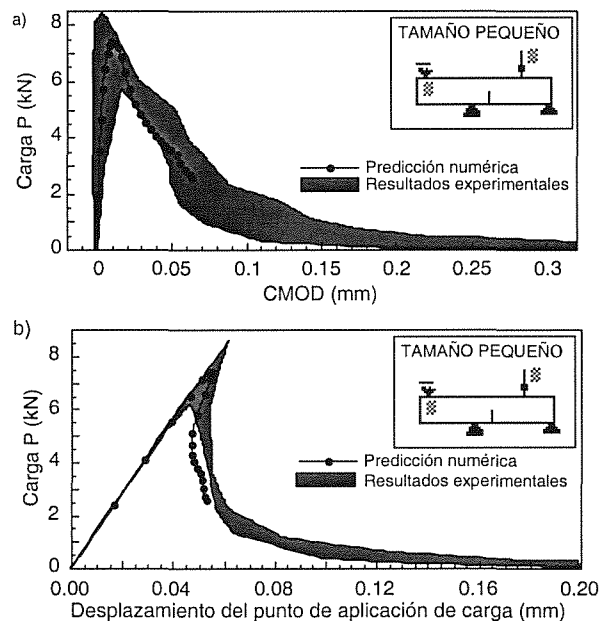 a)
8
6
4
2
0
Carga P (kN)
TAMAÑO PEQUEÑO
Predicción numérica
Resultados experimentales
0
0.05
0.1
0.15
0.2
0.25
0.3
CMOD (mm)
b)
8
6
4
2
0
Carga P (kN)
TAMAÑO PEQUEÑO
Predicción numérica
Resultados experimentales
0.00
0.04
0.08
0.12
0.16
0.20
Desplazamiento del punto de aplicación de carga (mm)